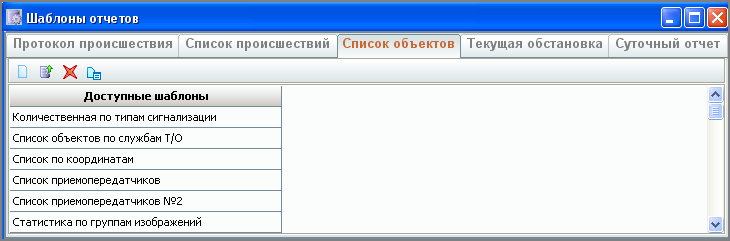 Шаблоны отчетов
Протокол происшествия Список происшествий Список объектов Текущая обстановка Суточный отчет
Доступные шаблоны
Количественная по типам сигнализации
Список объектов по службам Т/О
Список по координатам
Список приемопередатчиков
Список приемопередатчиков №2
Статистика по группам изображений